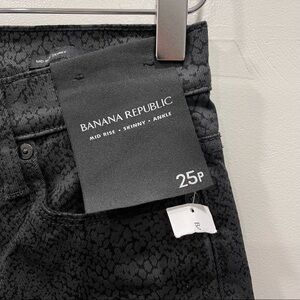 BANANA REPUBLIC
MID RISE • SKINNY • ANKLE
25P